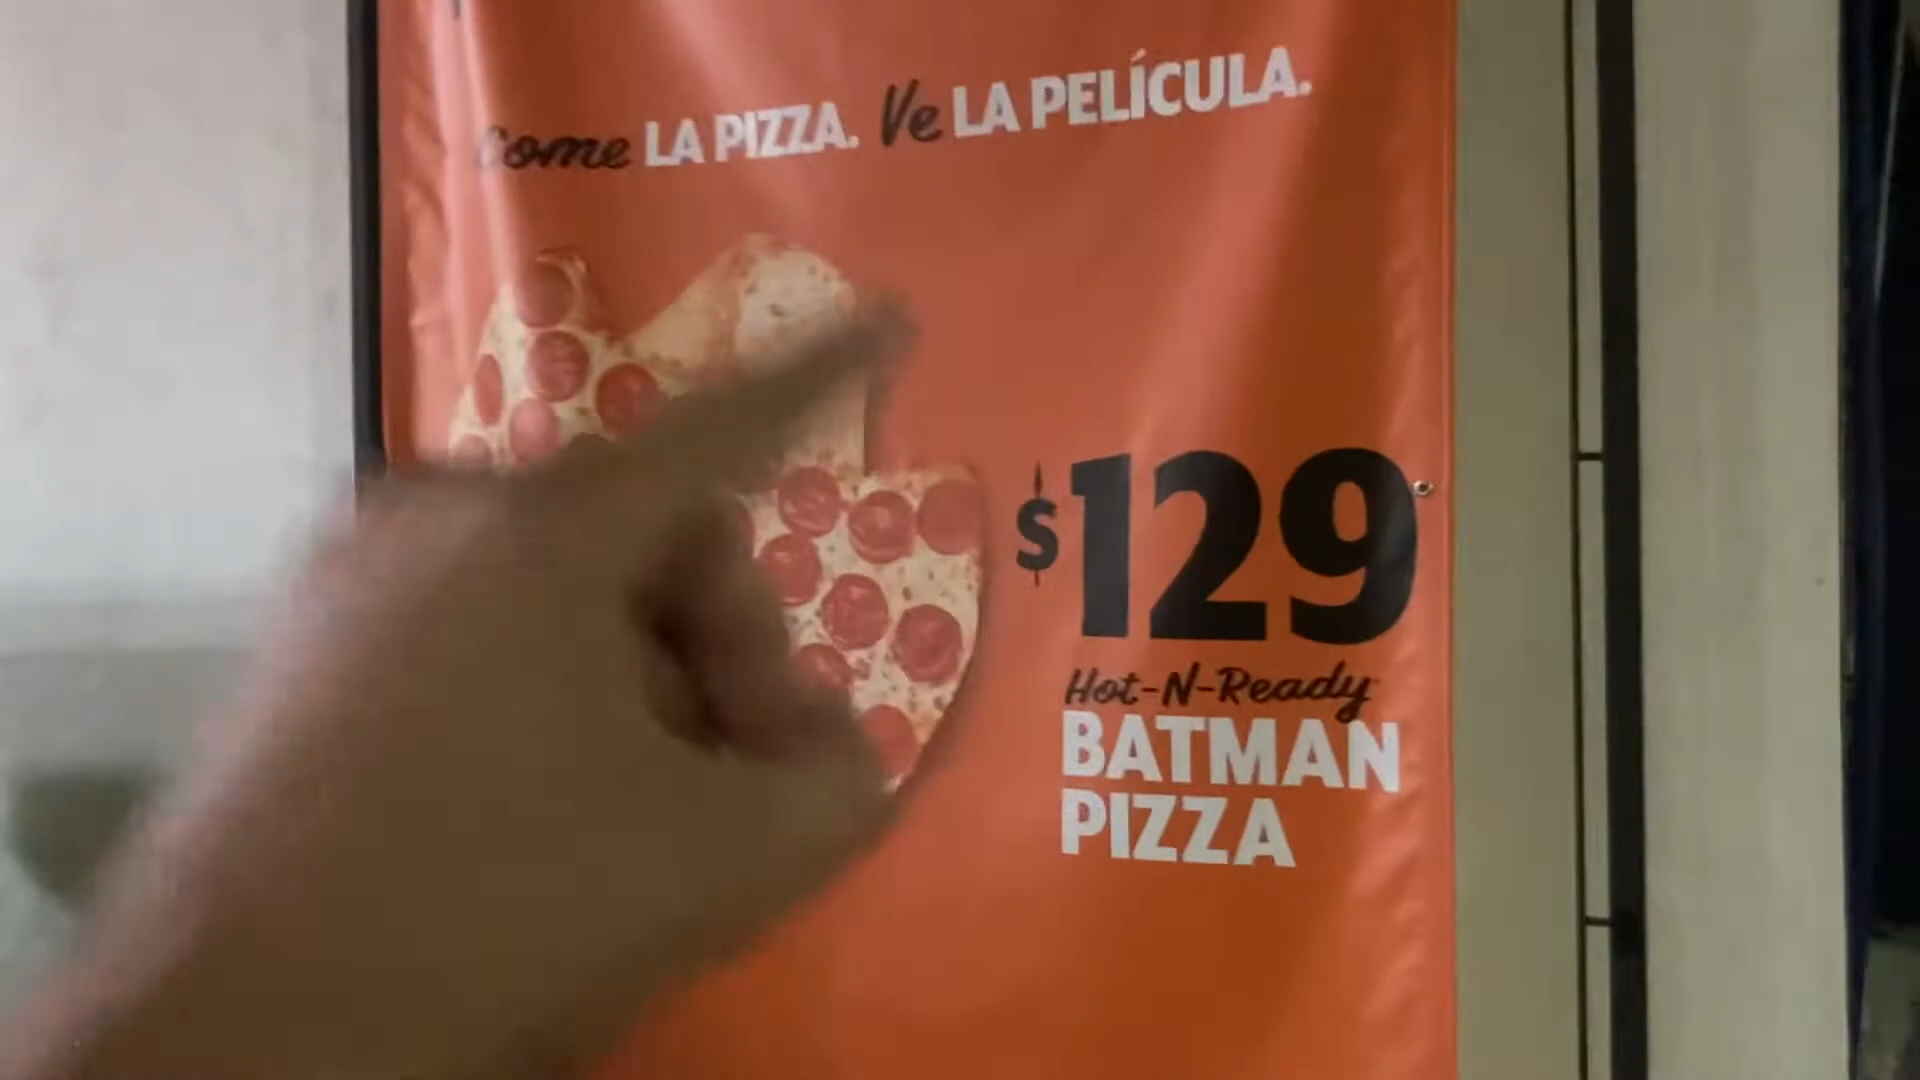 Come LA PIZZA. Ve LA PELÍCULA.
$129
Hot-N-Ready
BATMAN
PIZZA